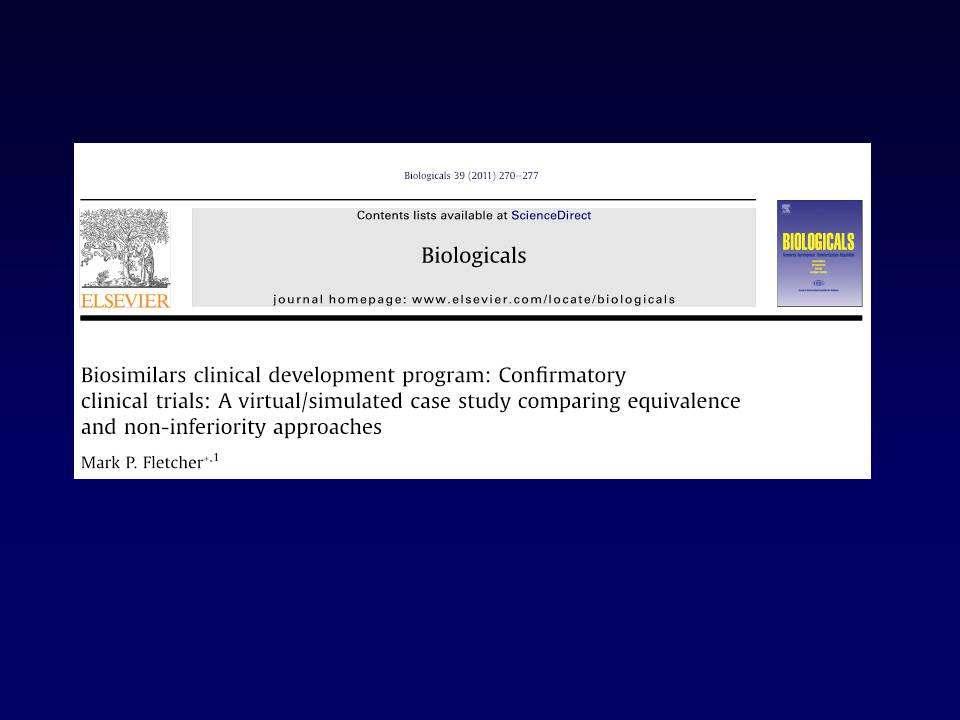 Biologicals 39 (2011) 270–277
Contents lists available at ScienceDirect
Biologicals
journal homepage: www.elsevier.com/locate/biologicals
ELSEVIER
BIOLOGICALS
Biosimilars clinical development program: Confirmatory
clinical trials: A virtual/simulated case study comparing equivalence
and non-inferiority approaches
Mark P. Fletcher*,1